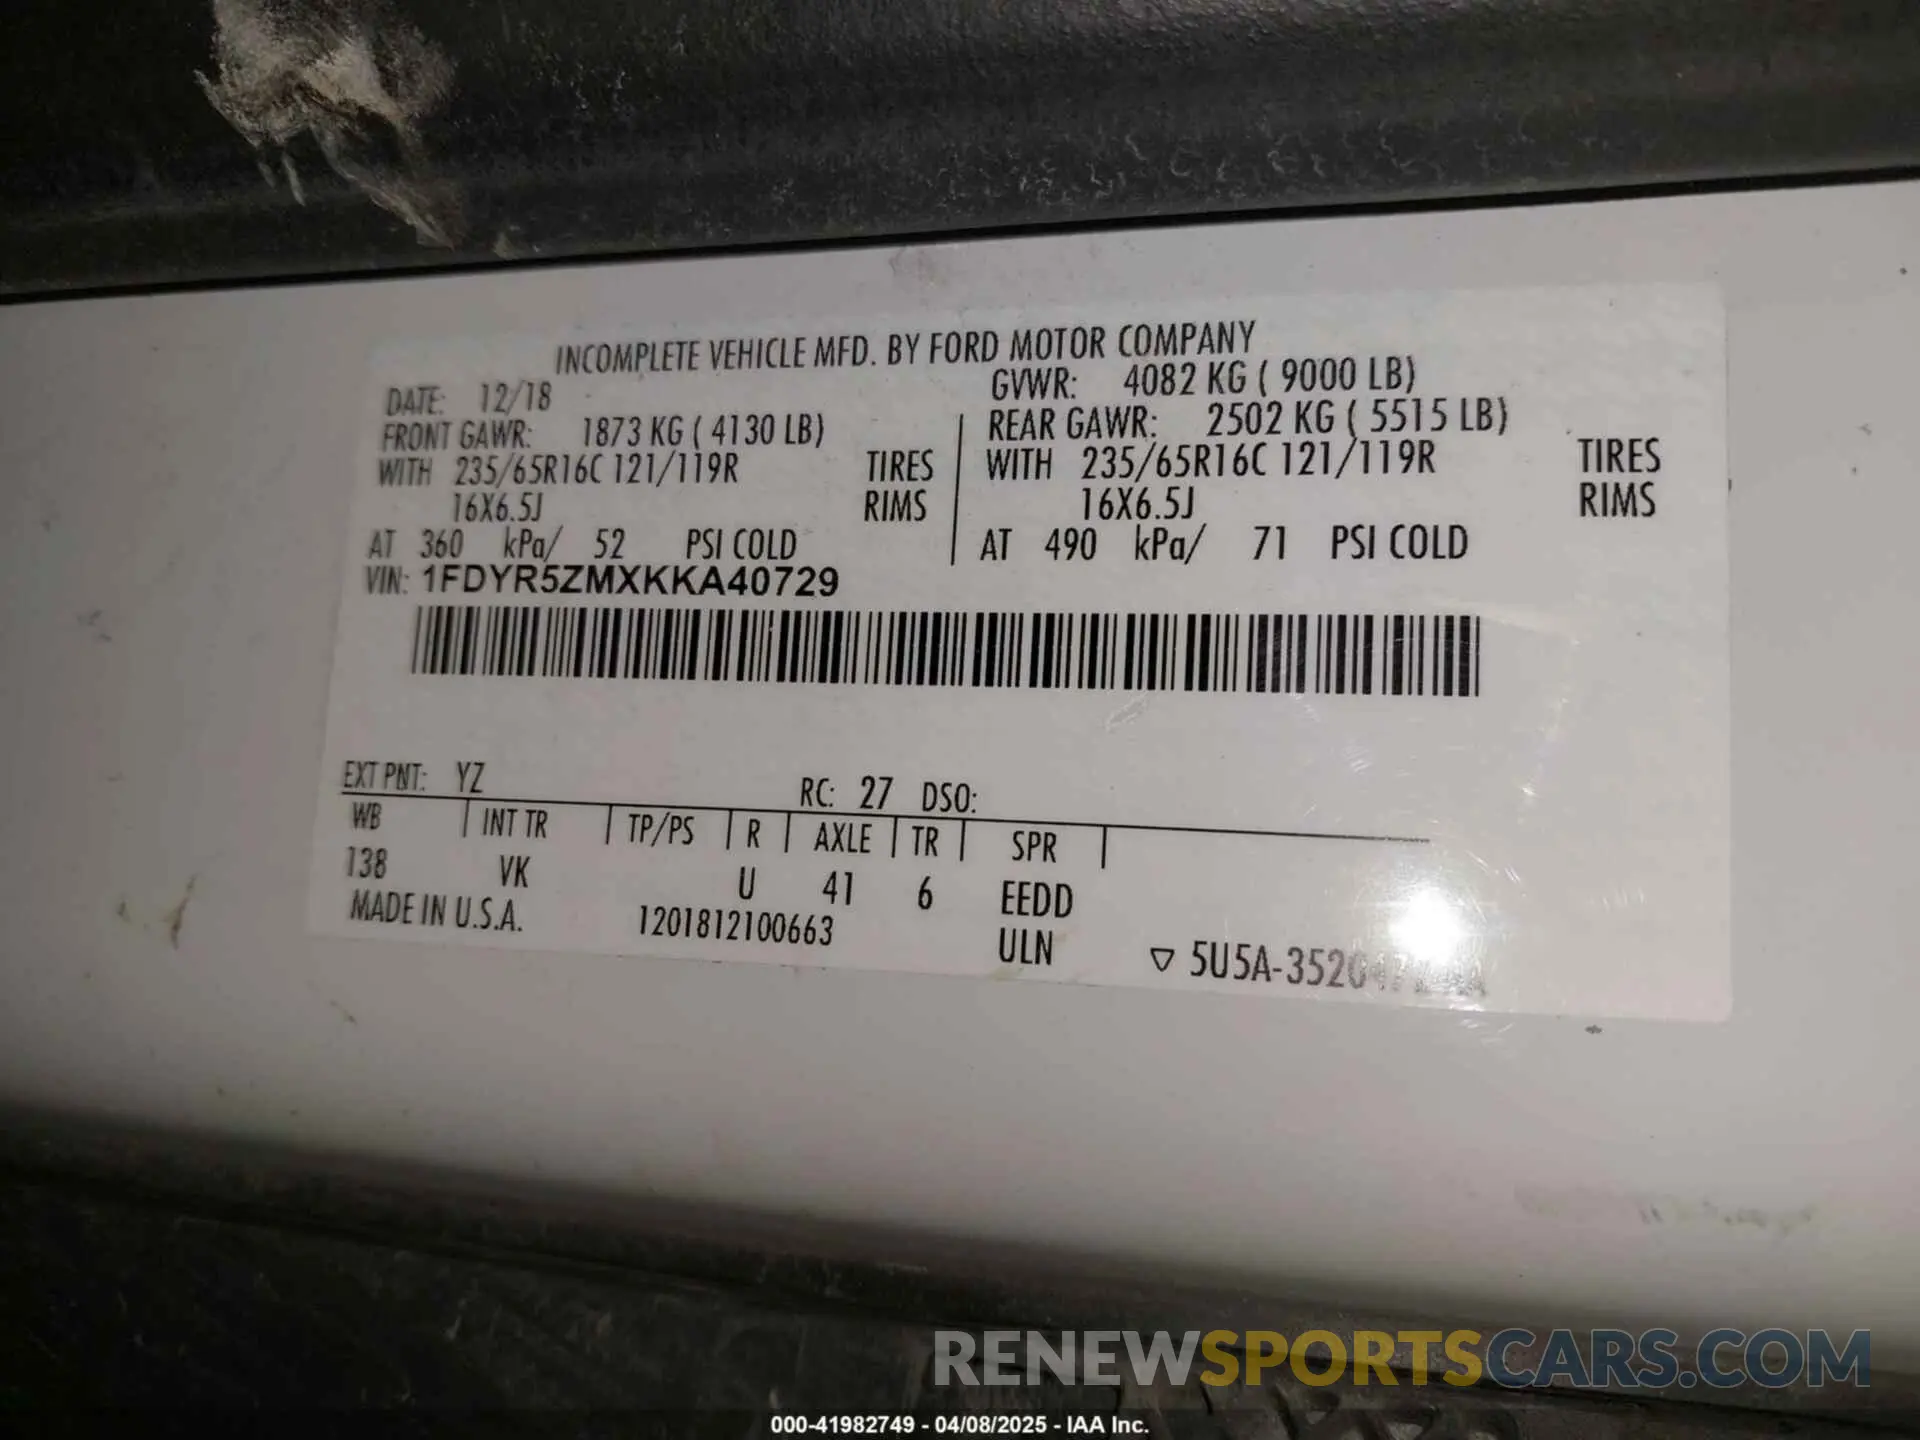 INCOMPLETE VEHICLE MFD. BY FORD MOTOR COMPANY
DATE: 12/18 GVWR: 4082 KG ( 9000 LB)
FRONT GAWR: 1873 KG ( 4130 LB) REAR GAWR: 2502 KG ( 5515 LB)
WITH 235/65R16C 121/119R TIRES WITH 235/65R16C 121/119R TIRES
16X6.5J RIMS 16X6.5J RIMS
AT 360 kPa/ 52 PSI COLD AT 490 kPa/ 71 PSI COLD
VIN: 1FDYR5ZMXKKA40729
EXT PNT: YZ RC: 27 DSO:
WB INT TR TP/PS R AXLE TR SPR
138 VK U 41 6 EEDD
MADE IN U.S.A. 1201812100663 ULN
RENEWSPORTSCARS.COM
000-41982749 - 04/08/2025 - IAA Inc.